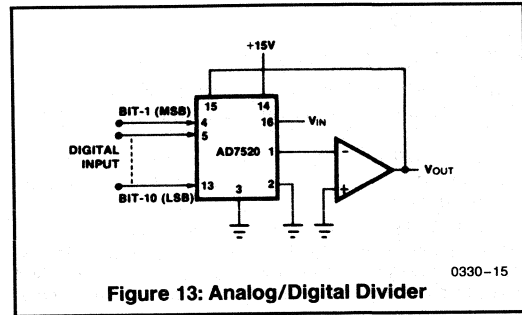 +15V
15
14
BIT-1 (MSB)
4
16
VIN
5
DIGITAL
INPUT
AD7520
1
-
VOUT
+
13
3
2
BIT-10 (LSB)
0330-15
Figure 13: Analog/Digital Divider